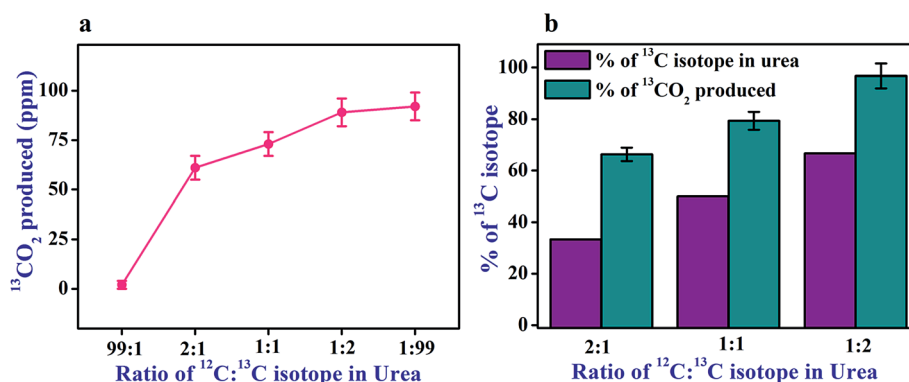 a
¹³CO₂ produced (ppm)
100
75
50
25
0
99:1 2:1 1:1 1:2 1:99
Ratio of ¹²C:¹³C isotope in Urea
b
% of ¹³C isotope in urea
% of ¹³CO₂ produced
% of ¹³C isotope
100
80
60
40
20
0
2:1 1:1 1:2
Ratio of ¹²C:¹³C isotope in Urea